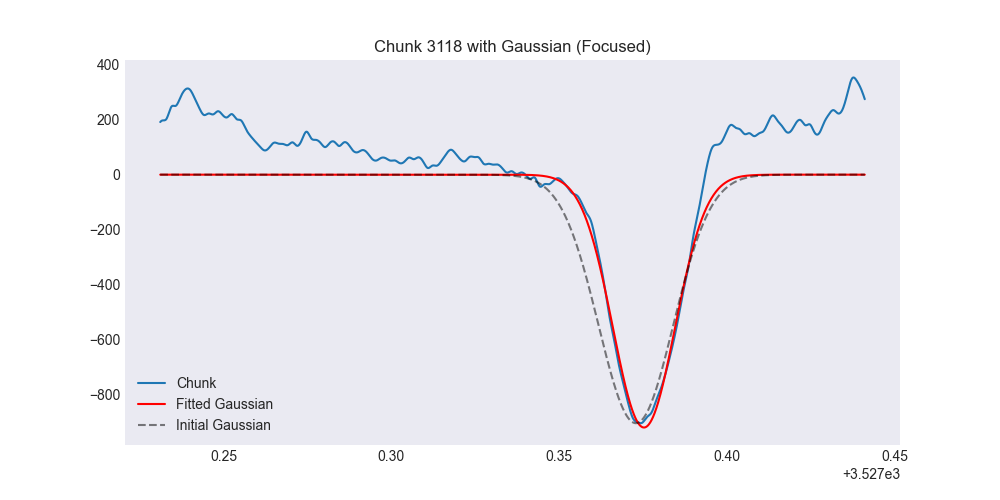 Chunk 3118 with Gaussian (Focused)
400
200
0
−200
−400
−600
−800
Chunk
Fitted Gaussian
Initial Gaussian
0.25 0.30 0.35 0.40 0.45
+3.527e3